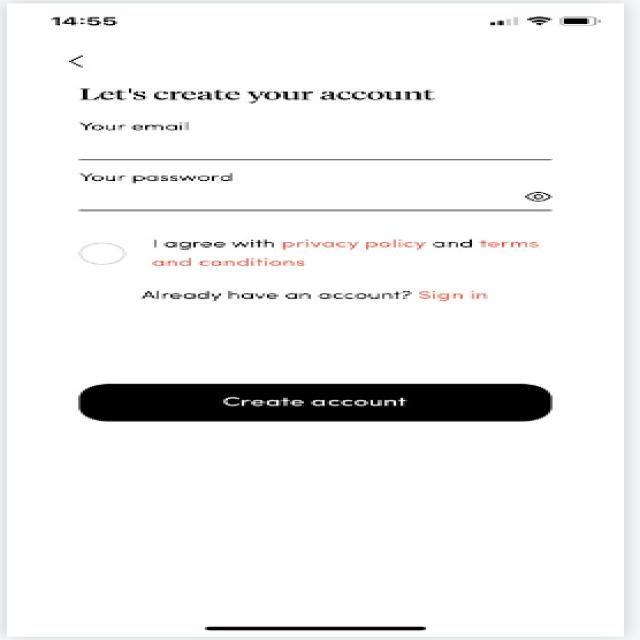 14:55
Let's create your account
Your email
Your password
I agree with privacy policy and terms
and conditions
Already have an account? Sign in
Create account